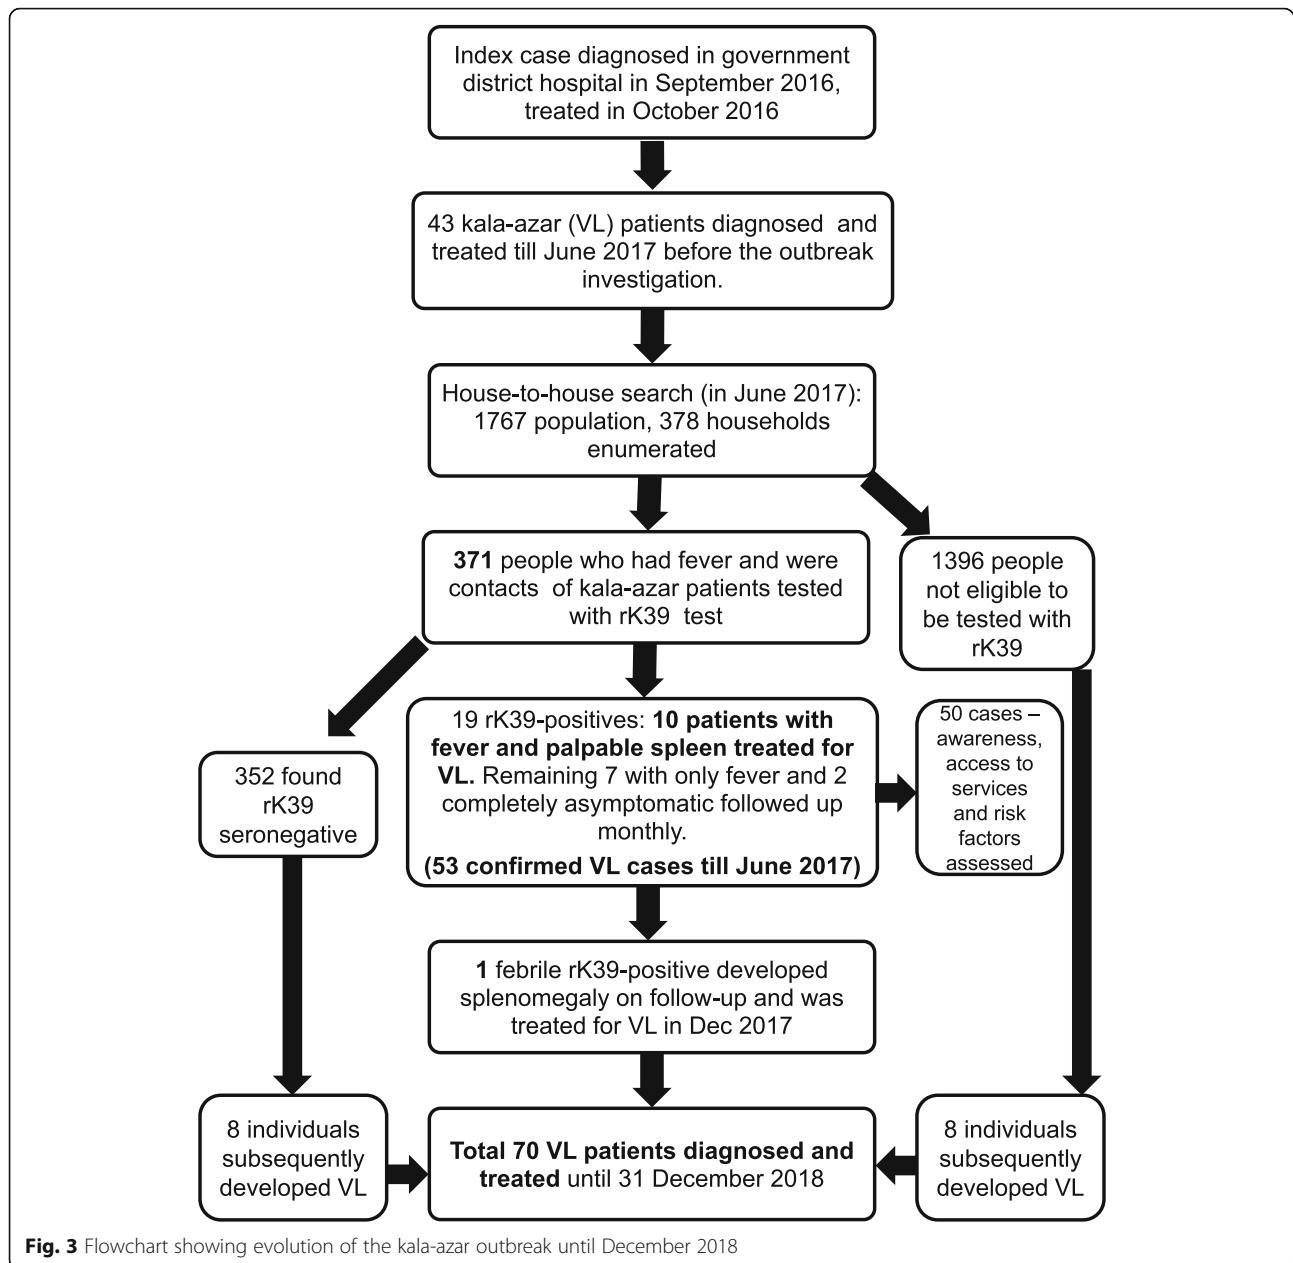 Index case diagnosed in government
district hospital in September 2016,
treated in October 2016
43 kala-azar (VL) patients diagnosed and
treated till June 2017 before the outbreak
investigation.
House-to-house search (in June 2017):
1767 population, 378 households
enumerated
371 people who had fever and were
contacts of kala-azar patients tested
with rK39 test
1396 people
not eligible to
be tested with
rK39
352 found
rK39
seronegative
19 rK39-positives: 10 patients with
fever and palpable spleen treated for
VL. Remaining 7 with only fever and 2
completely asymptomatic followed up
monthly.
(53 confirmed VL cases till June 2017)
50 cases –
awareness,
access to
services
and risk
factors
assessed
1 febrile rK39-positive developed
splenomegaly on follow-up and was
treated for VL in Dec 2017
8 individuals
subsequently
developed VL
Total 70 VL patients diagnosed and
treated until 31 December 2018
8 individuals
subsequently
developed VL
Fig. 3 Flowchart showing evolution of the kala-azar outbreak until December 2018